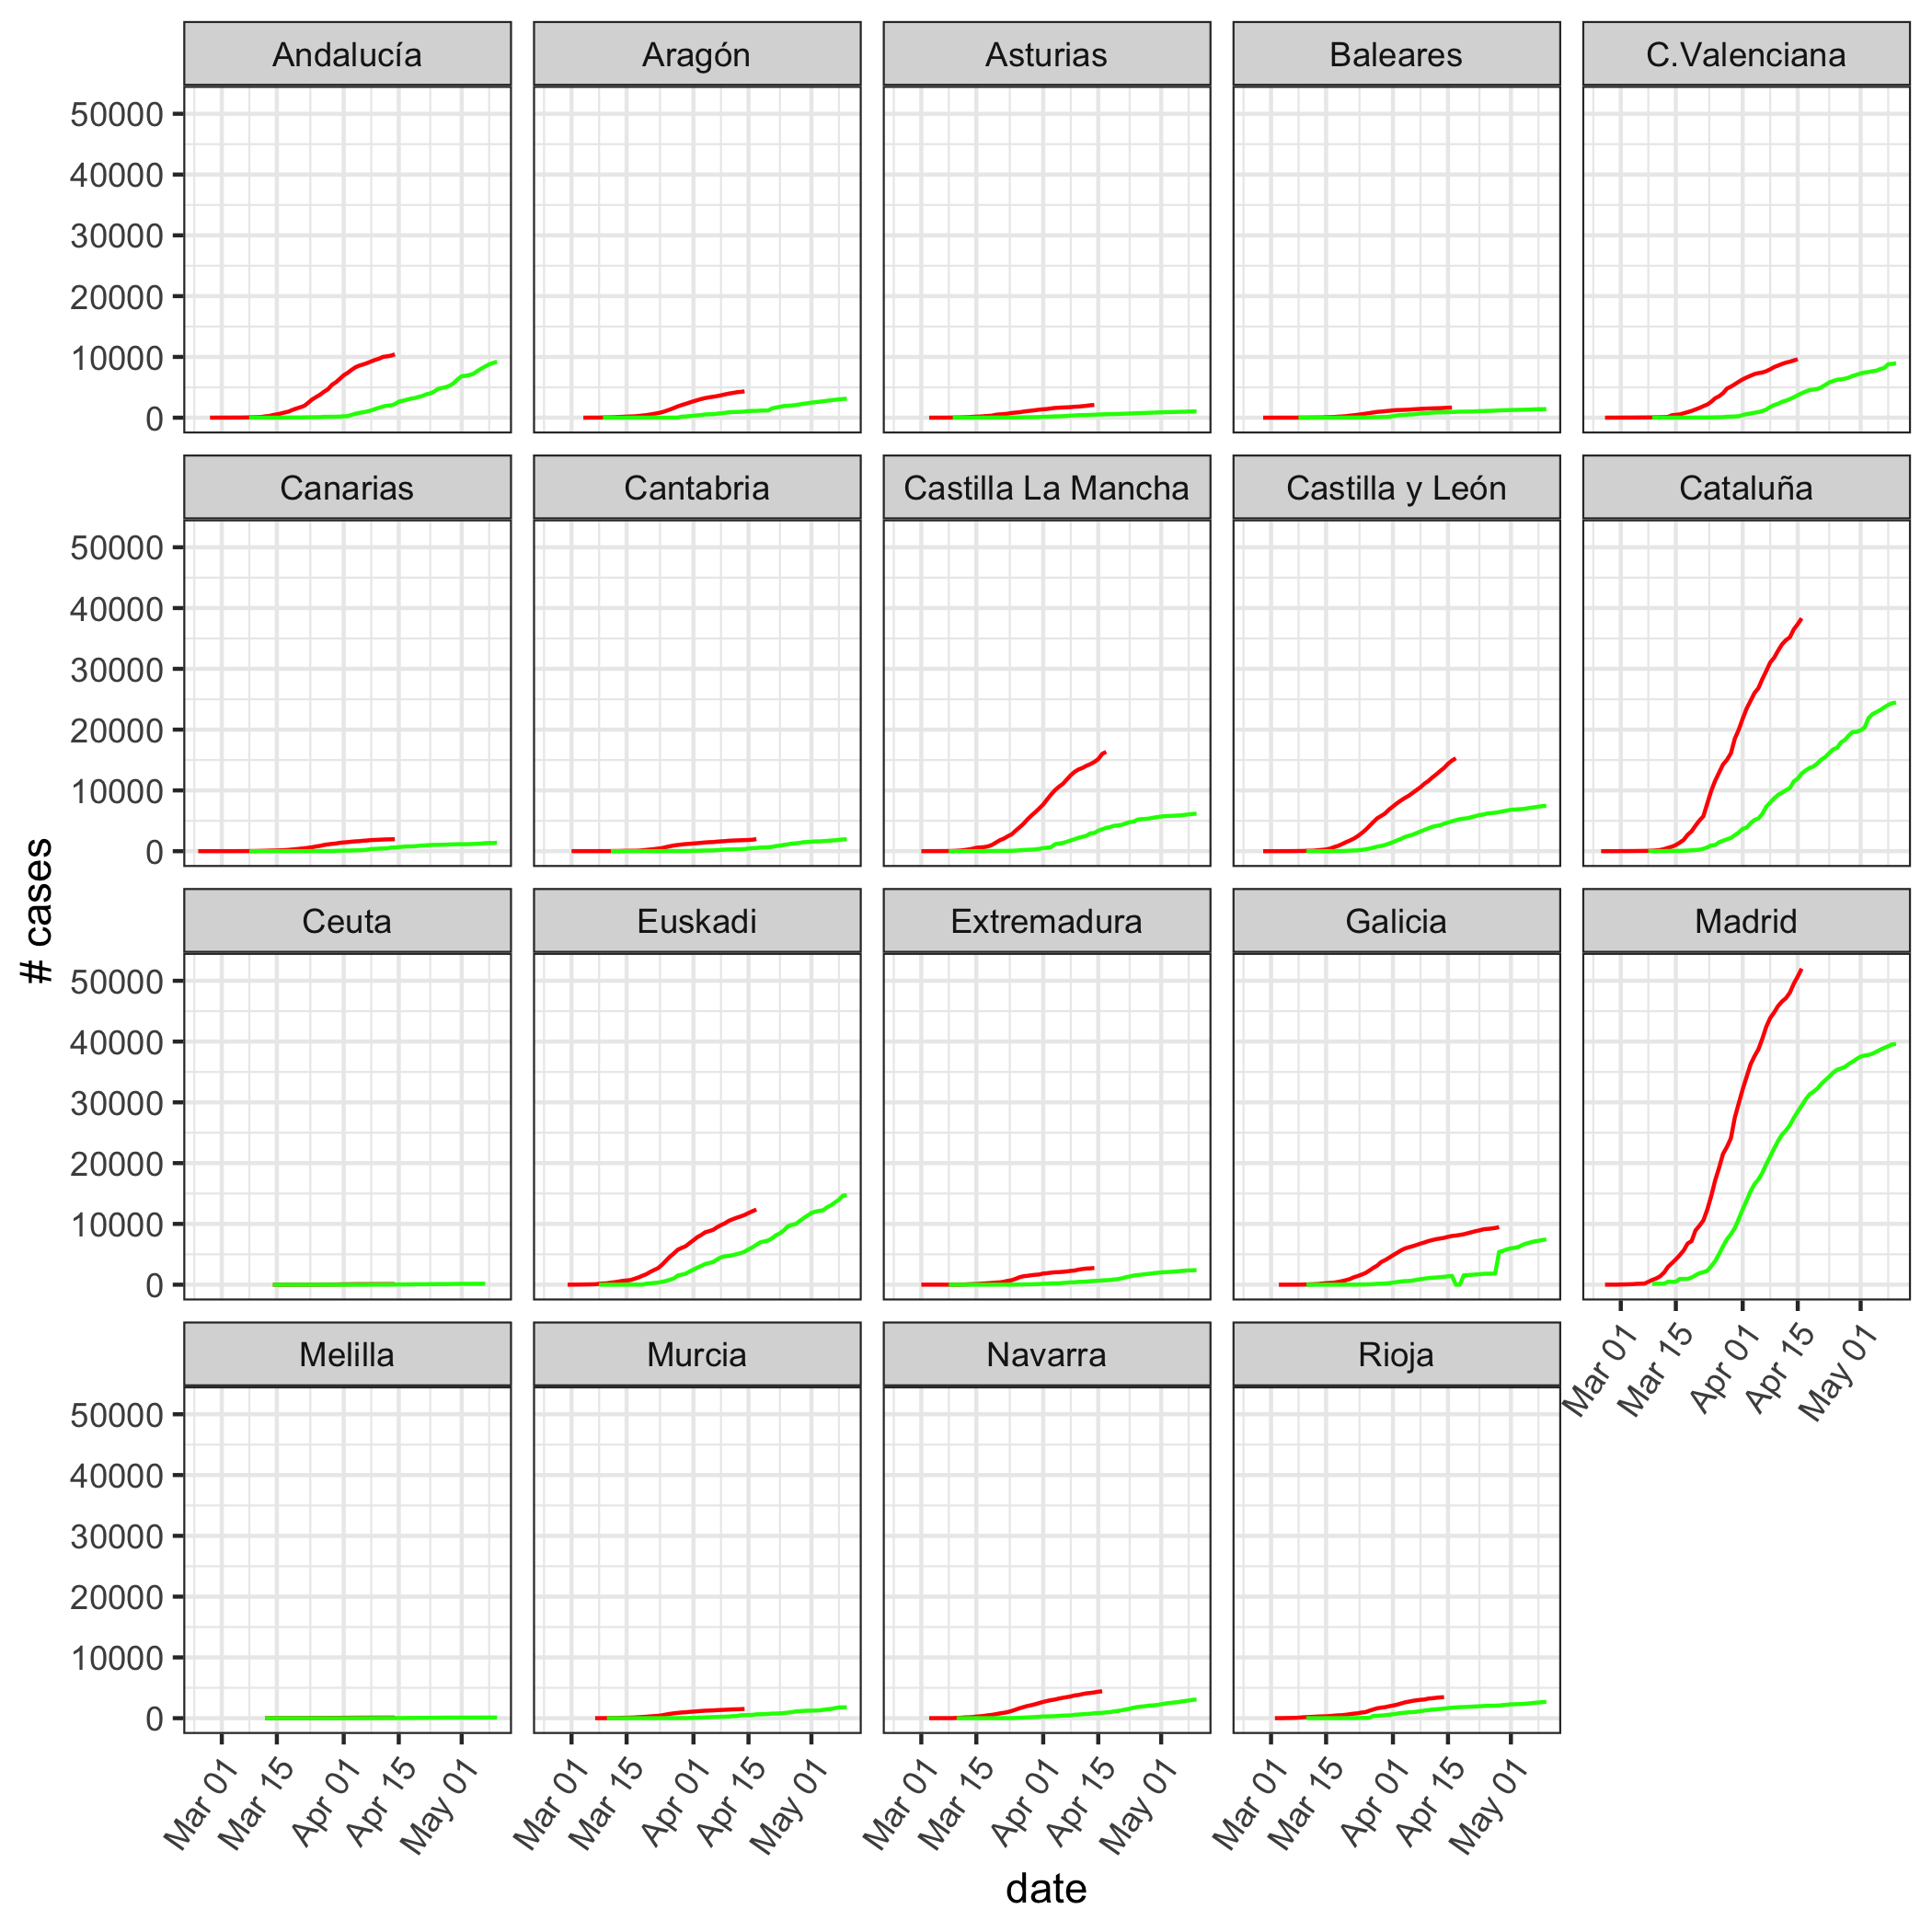 Andalucía
Aragón
Asturias
Baleares
C.Valenciana
50000
40000
30000
20000
10000
0
Canarias
Cantabria
Castilla La Mancha
Castilla y León
Cataluña
50000
40000
30000
20000
10000
0
Ceuta
Euskadi
Extremadura
Galicia
Madrid
50000
40000
30000
20000
10000
0
Mar 01
Mar 15
Apr 01
Apr 15
May 01
Melilla
Murcia
Navarra
Rioja
50000
40000
30000
20000
10000
0
Mar 01
Mar 15
Apr 01
Apr 15
May 01
Mar 01
Mar 15
Apr 01
Apr 15
May 01
Mar 01
Mar 15
Apr 01
Apr 15
May 01
Mar 01
Mar 15
Apr 01
Apr 15
May 01
# cases
date